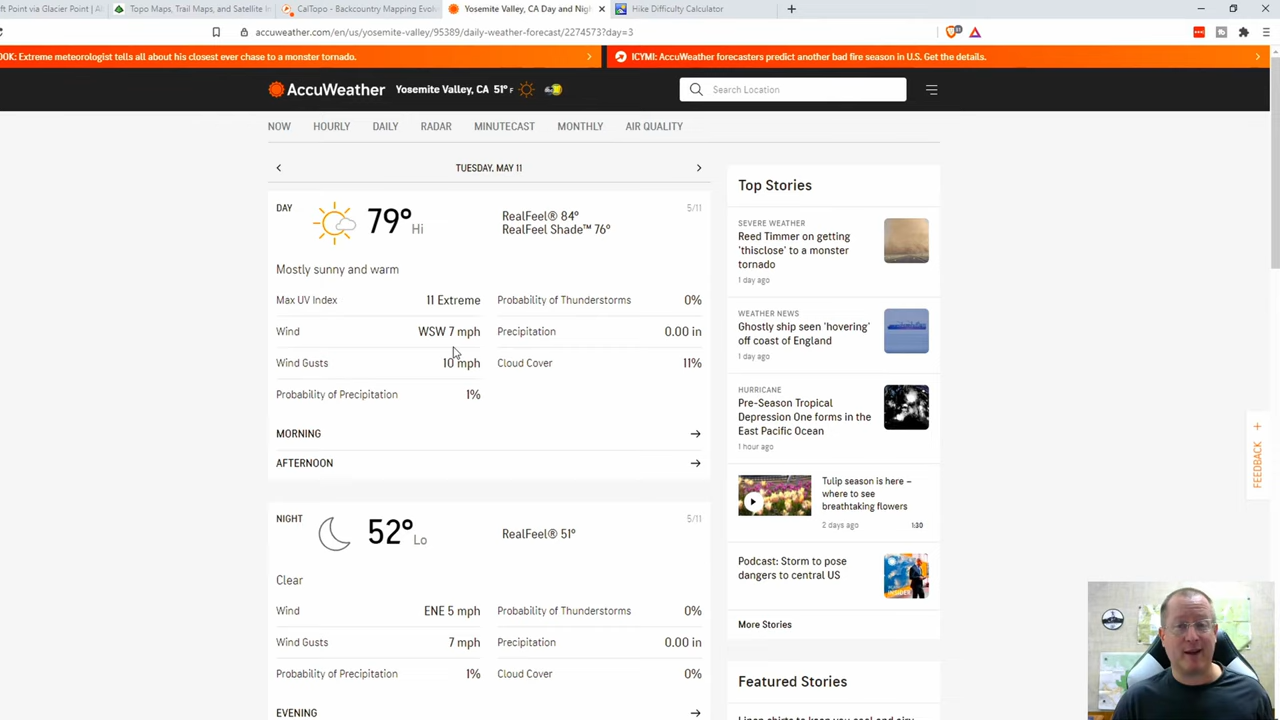 ft Point via Glacier Point | Al
Topo Maps, Trail Maps, and Satellite I
CalTopo - Backcountry Mapping Evol
Yosemite Valley, CA Day and Nigh
Hike Difficulty Calculator
accuweather.com/en/us/yosemite-valley/95389/daily-weather-forecast/2274573?day=3
OOK: Extreme meteorologist tells all about his closest ever chase to a monster tornado.
ICYMI: AccuWeather forecasters predict another bad fire season in U.S. Get the details.
AccuWeather
Yosemite Valley, CA 51° F
Search Location
NOW
HOURLY
DAILY
RADAR
MINUTECAST
MONTHLY
AIR QUALITY
TUESDAY, MAY 11
DAY
79° Hi
RealFeel® 84°
RealFeel Shade™ 76°
5/11
Mostly sunny and warm
Max UV Index 11 Extreme
Probability of Thunderstorms 0%
Wind WSW 7 mph
Precipitation 0.00 in
Wind Gusts 10 mph
Cloud Cover 11%
Probability of Precipitation 1%
MORNING
AFTERNOON
NIGHT
52° Lo
RealFeel® 51°
5/11
Clear
Wind ENE 5 mph
Probability of Thunderstorms 0%
Wind Gusts 7 mph
Precipitation 0.00 in
Probability of Precipitation 1%
Cloud Cover 0%
EVENING
Top Stories
SEVERE WEATHER
Reed Timmer on getting
'thisclose' to a monster
tornado
1 day ago
WEATHER NEWS
Ghostly ship seen 'hovering'
off coast of England
1 day ago
HURRICANE
Pre-Season Tropical
Depression One forms in the
East Pacific Ocean
1 hour ago
Tulip season is here –
where to see
breathtaking flowers
2 days ago
1:30
Podcast: Storm to pose
dangers to central US
INSIDER
More Stories
Featured Stories
FEEDBACK